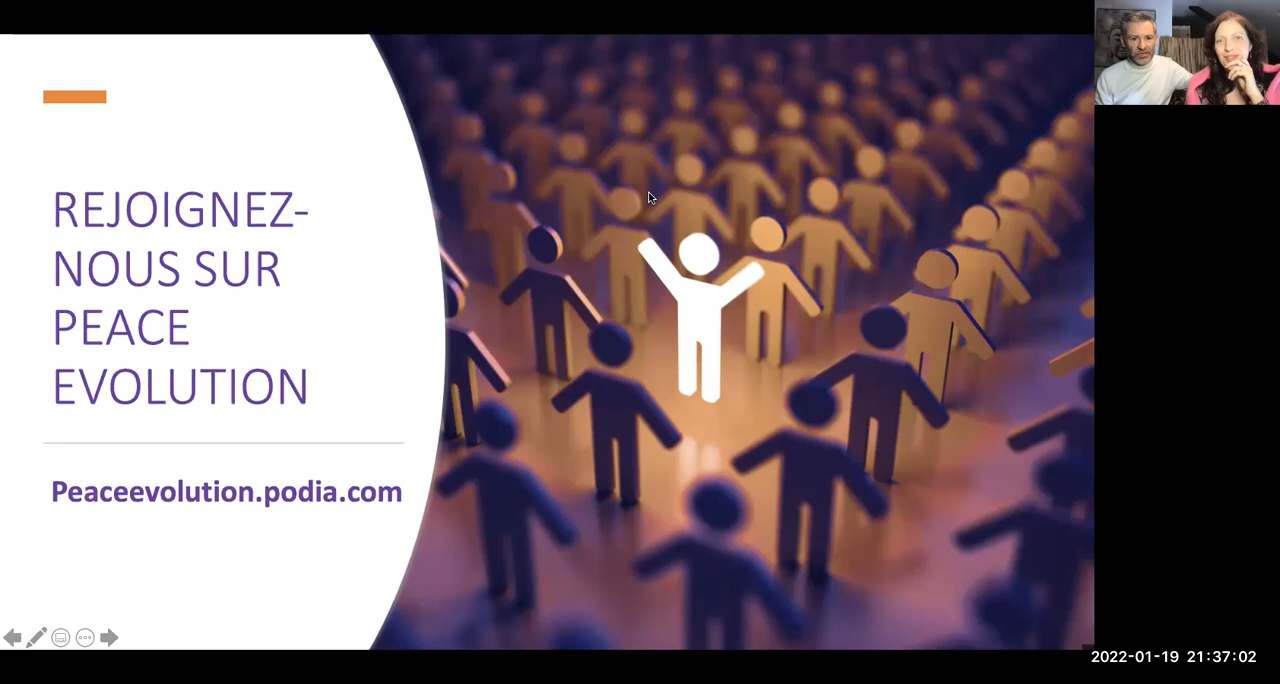 REJOIGNEZ-
NOUS SUR
PEACE
EVOLUTION
Peaceevolution.podia.com
2022-01-19 21:37:02